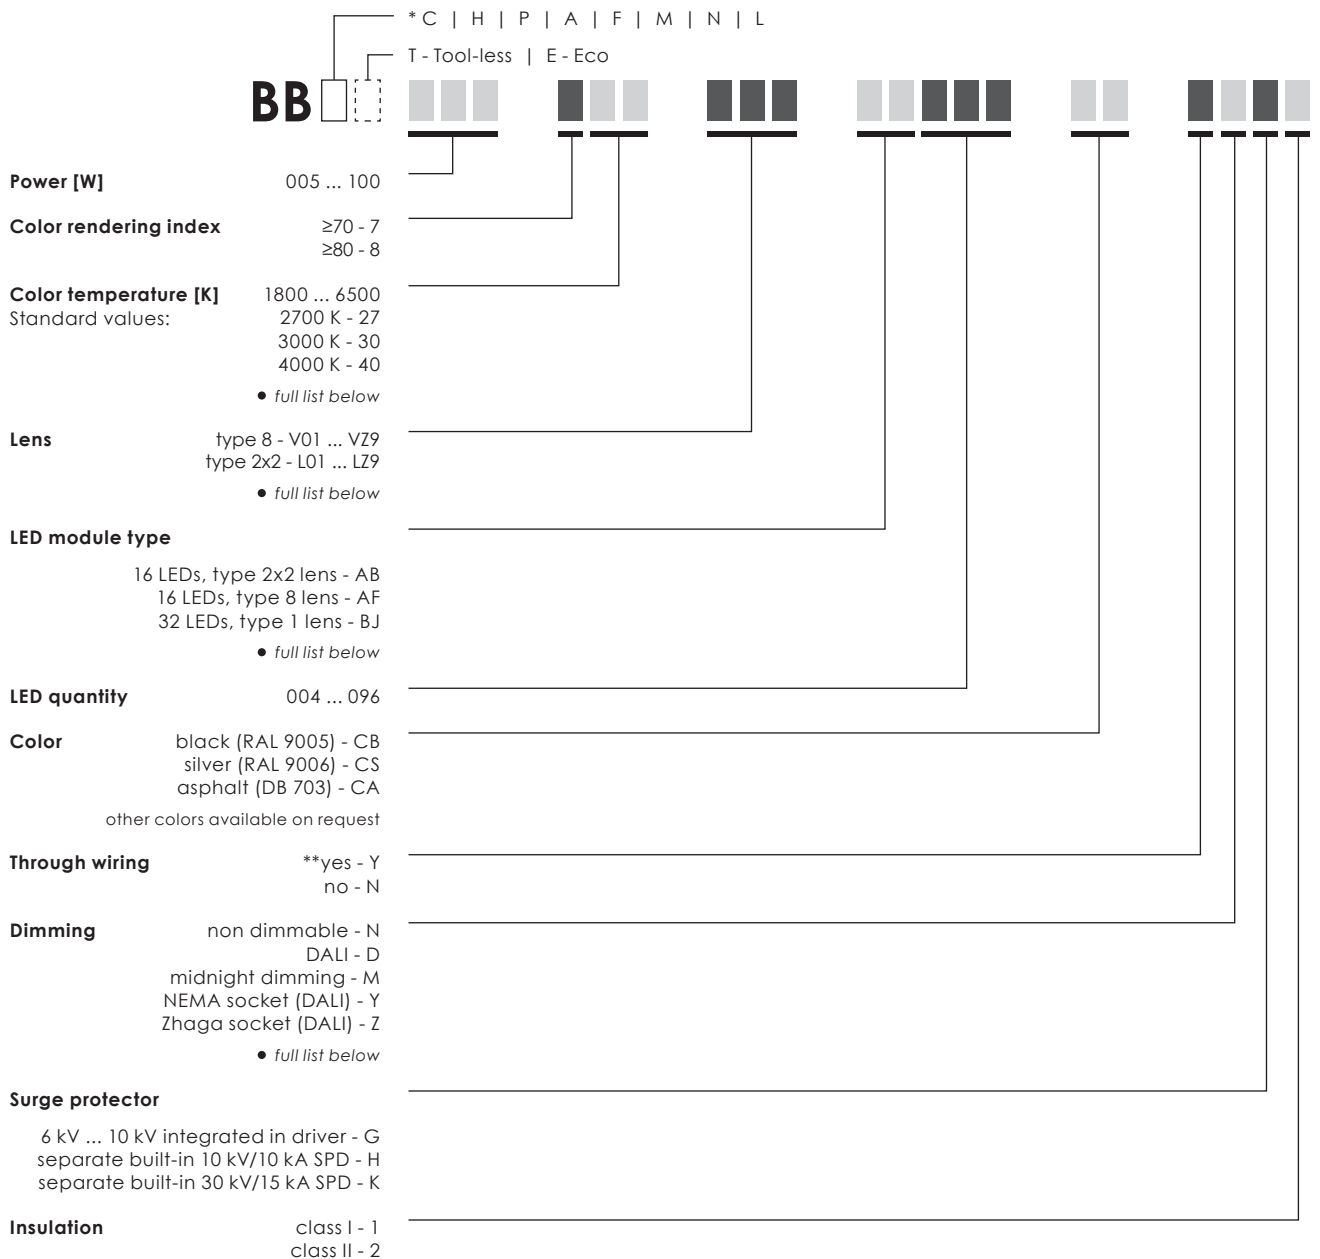 *C | H | P | A | F | M | N | L
T - Tool-less | E - Eco
BB
Power [W] 005 ... 100
Color rendering index ≥70 - 7
≥80 - 8
Color temperature [K] 1800 ... 6500
Standard values: 2700 K - 27
3000 K - 30
4000 K - 40
● full list below
Lens type 8 - V01 ... VZ9
type 2x2 - L01 ... LZ9
● full list below
LED module type
16 LEDs, type 2x2 lens - AB
16 LEDs, type 8 lens - AF
32 LEDs, type 1 lens - BJ
● full list below
LED quantity 004 ... 096
Color black (RAL 9005) - CB
silver (RAL 9006) - CS
asphalt (DB 703) - CA
other colors available on request
Through wiring **yes - Y
no - N
Dimming non dimmable - N
DALI - D
midnight dimming - M
NEMA socket (DALI) - Y
Zhaga socket (DALI) - Z
● full list below
Surge protector
6 kV ... 10 kV integrated in driver - G
separate built-in 10 kV/10 kA SPD - H
separate built-in 30 kV/15 kA SPD - K
Insulation class I - 1
class II - 2